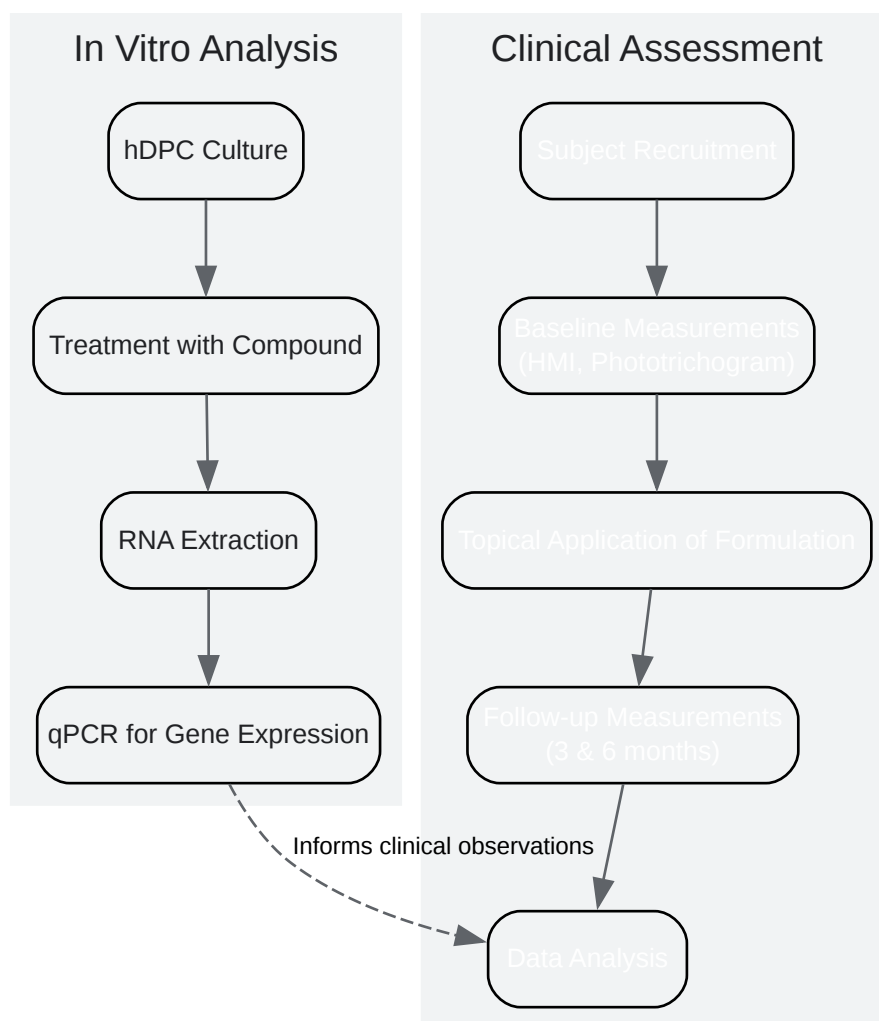 In Vitro Analysis
hDPC Culture
Treatment with Compound
RNA Extraction
qPCR for Gene Expression
Clinical Assessment
Subject Recruitment
Baseline Measurements
(HMI, Phototrichogram)
Topical Application of Formulation
Follow-up Measurements
(3 & 6 months)
Informs clinical observations
Data Analysis